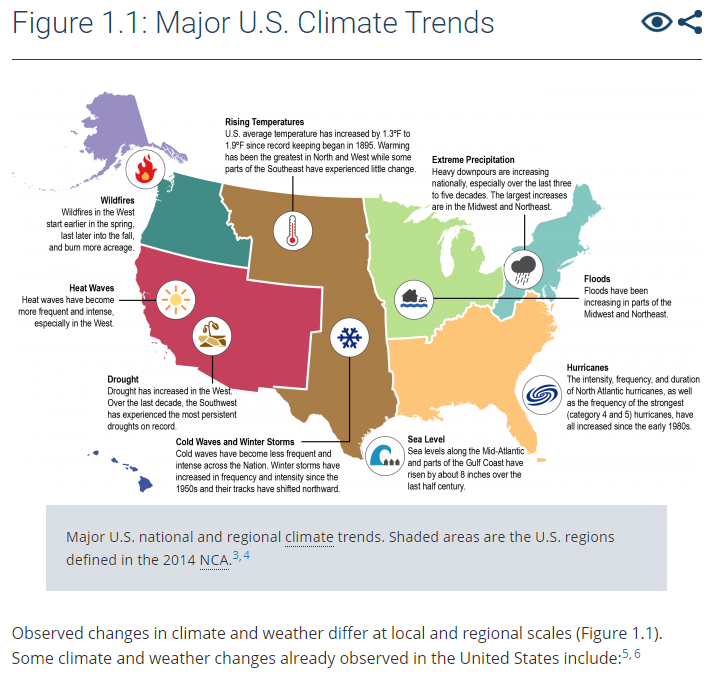 Figure 1.1: Major U.S. Climate Trends
Rising Temperatures
U.S. average temperature has increased by 1.3ºF to
1.9ºF since record keeping began in 1895. Warming
has been the greatest in North and West while some
parts of the Southeast have experienced little change.
Extreme Precipitation
Heavy downpours are increasing
nationally, especially over the last three
to five decades. The largest increases
are in the Midwest and Northeast.
Wildfires
Wildfires in the West
start earlier in the spring,
last later into the fall,
and burn more acreage.
Heat Waves
Heat waves have become
more frequent and intense,
especially in the West.
Floods
Floods have been
increasing in parts of the
Midwest and Northeast.
Drought
Drought has increased in the West.
Over the last decade, the Southwest
has experienced the most persistent
droughts on record.
Hurricanes
The intensity, frequency, and duration
of North Atlantic hurricanes, as well
as the frequency of the strongest
(category 4 and 5) hurricanes, have
all increased since the early 1980s.
Cold Waves and Winter Storms
Cold waves have become less frequent and
intense across the Nation. Winter storms have
increased in frequency and intensity since the
1950s and their tracks have shifted northward.
Sea Level
Sea levels along the Mid-Atlantic
and parts of the Gulf Coast have
risen by about 8 inches over the
last half century.
Major U.S. national and regional climate trends. Shaded areas are the U.S. regions
defined in the 2014 NCA.3,4
Observed changes in climate and weather differ at local and regional scales (Figure 1.1).
Some climate and weather changes already observed in the United States include:5,6